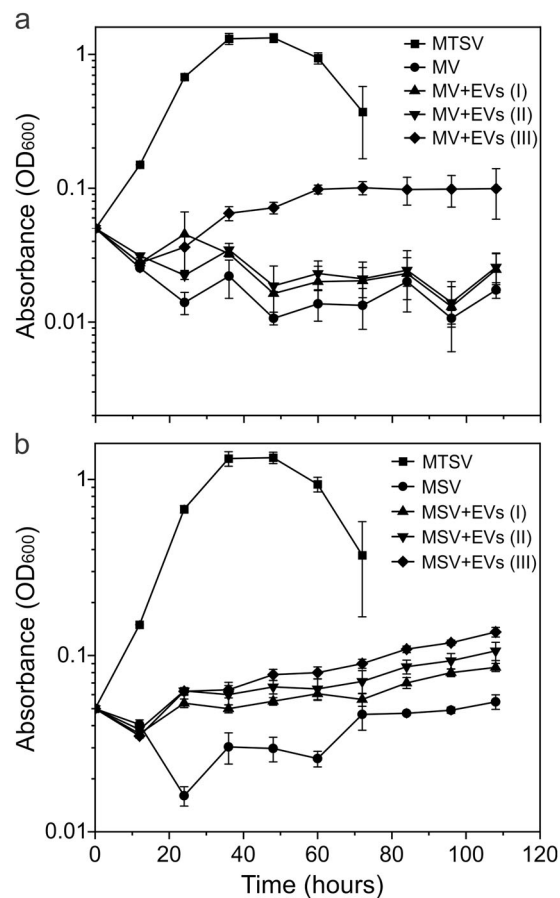 a
1
0.1
0.01
Absorbance (OD600)
MTSV
MV
MV+EVs (I)
MV+EVs (II)
MV+EVs (III)
b
1
0.1
0.01
Absorbance (OD600)
MTSV
MSV
MSV+EVs (I)
MSV+EVs (II)
MSV+EVs (III)
0 20 40 60 80 100 120
Time (hours)